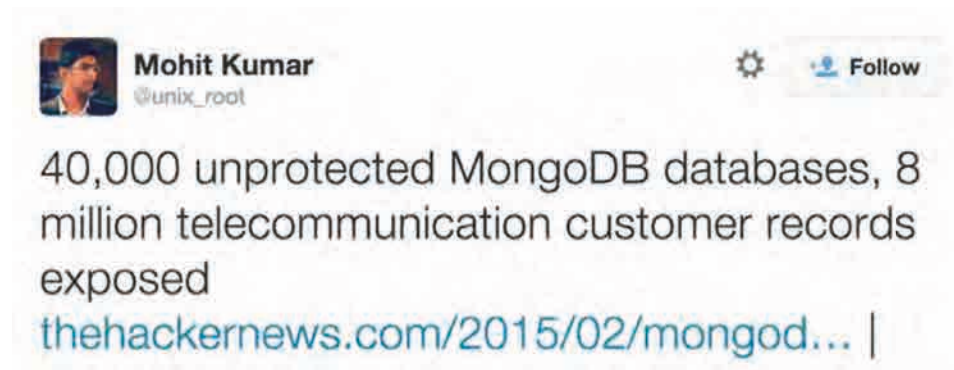 Mohit Kumar
Follow
@unix_root
40,000 unprotected MongoDB databases, 8
million telecommunication customer records
exposed
thehackernews.com/2015/02/mongod... |